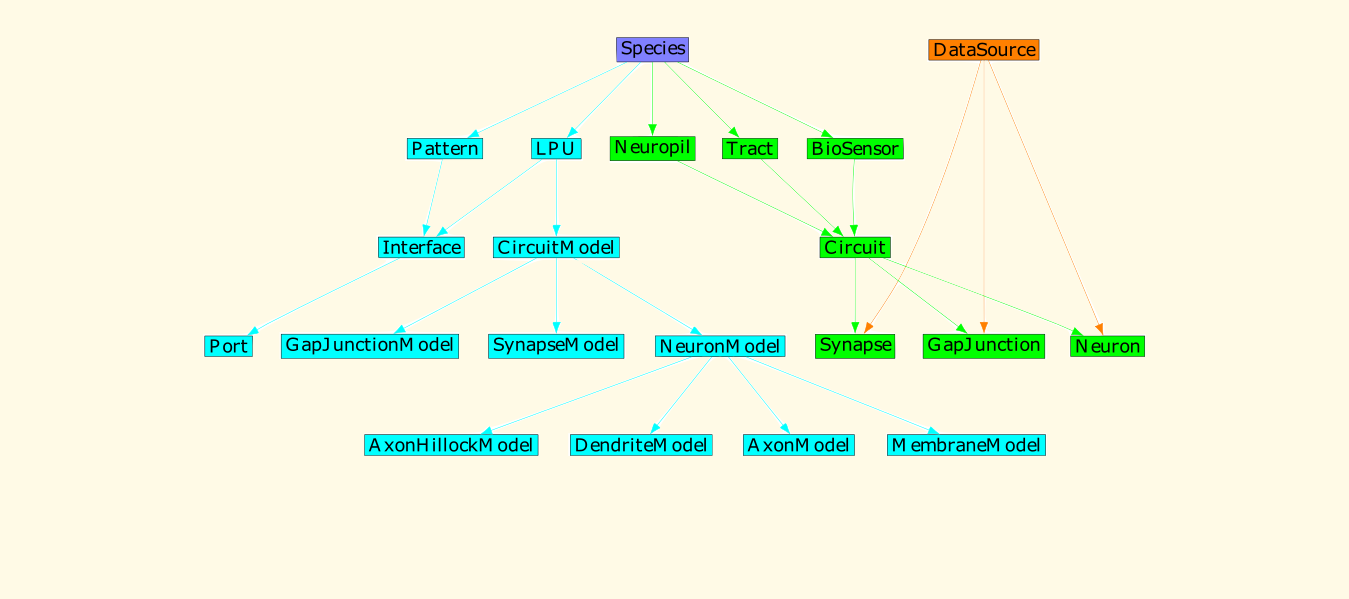 Species
DataSource
Pattern
LPU
Neuropil
Tract
BioSensor
Interface
CircuitModel
Circuit
Port
GapJunctionModel
SynapseModel
NeuronModel
Synapse
GapJunction
Neuron
AxonHillockModel
DendriteModel
AxonModel
MembraneModel